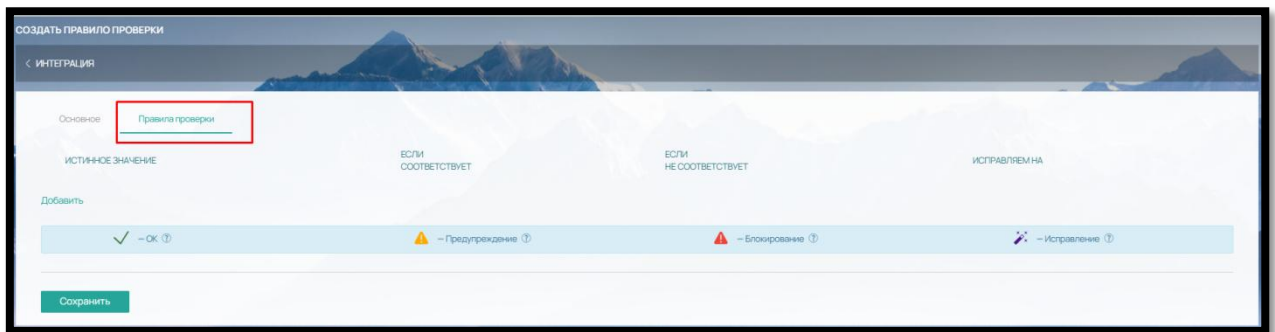 СОЗДАТЬ ПРАВИЛО ПРОВЕРКИ
< ИНТЕГРАЦИЯ
Основное Правила проверки
ИСТИННОЕ ЗНАЧЕНИЕ ЕСЛИ СООТВЕТСТВУЕТ ЕСЛИ НЕ СООТВЕТСТВУЕТ ИСПРАВЛЯЕМ НА
Добавить
– ОК ? – Предупреждение ? – Блокирование ? – Исправление ?
Сохранить